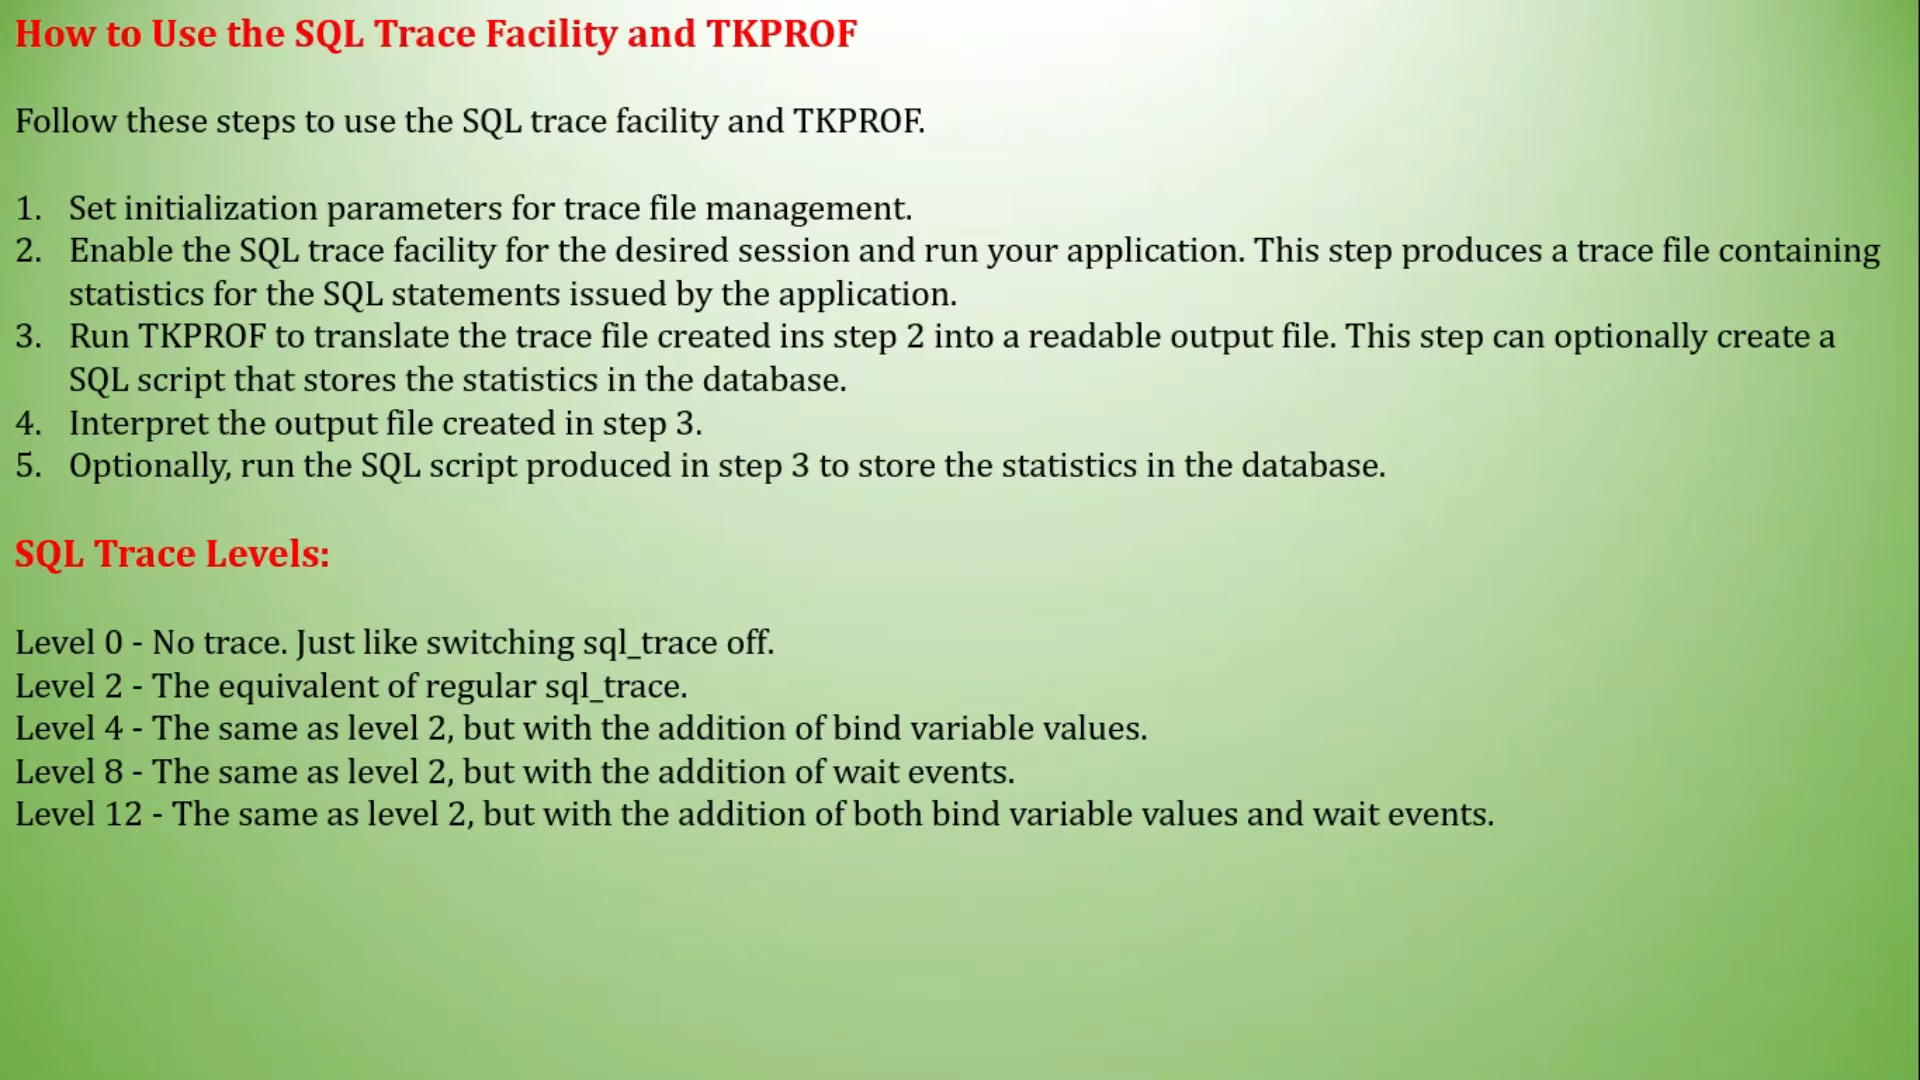 How to Use the SQL Trace Facility and TKPROF
Follow these steps to use the SQL trace facility and TKPROF.
1. Set initialization parameters for trace file management.
2. Enable the SQL trace facility for the desired session and run your application. This step produces a trace file containing
statistics for the SQL statements issued by the application.
3. Run TKPROF to translate the trace file created ins step 2 into a readable output file. This step can optionally create a
SQL script that stores the statistics in the database.
4. Interpret the output file created in step 3.
5. Optionally, run the SQL script produced in step 3 to store the statistics in the database.
SQL Trace Levels:
Level 0 - No trace. Just like switching sql_trace off.
Level 2 - The equivalent of regular sql_trace.
Level 4 - The same as level 2, but with the addition of bind variable values.
Level 8 - The same as level 2, but with the addition of wait events.
Level 12 - The same as level 2, but with the addition of both bind variable values and wait events.